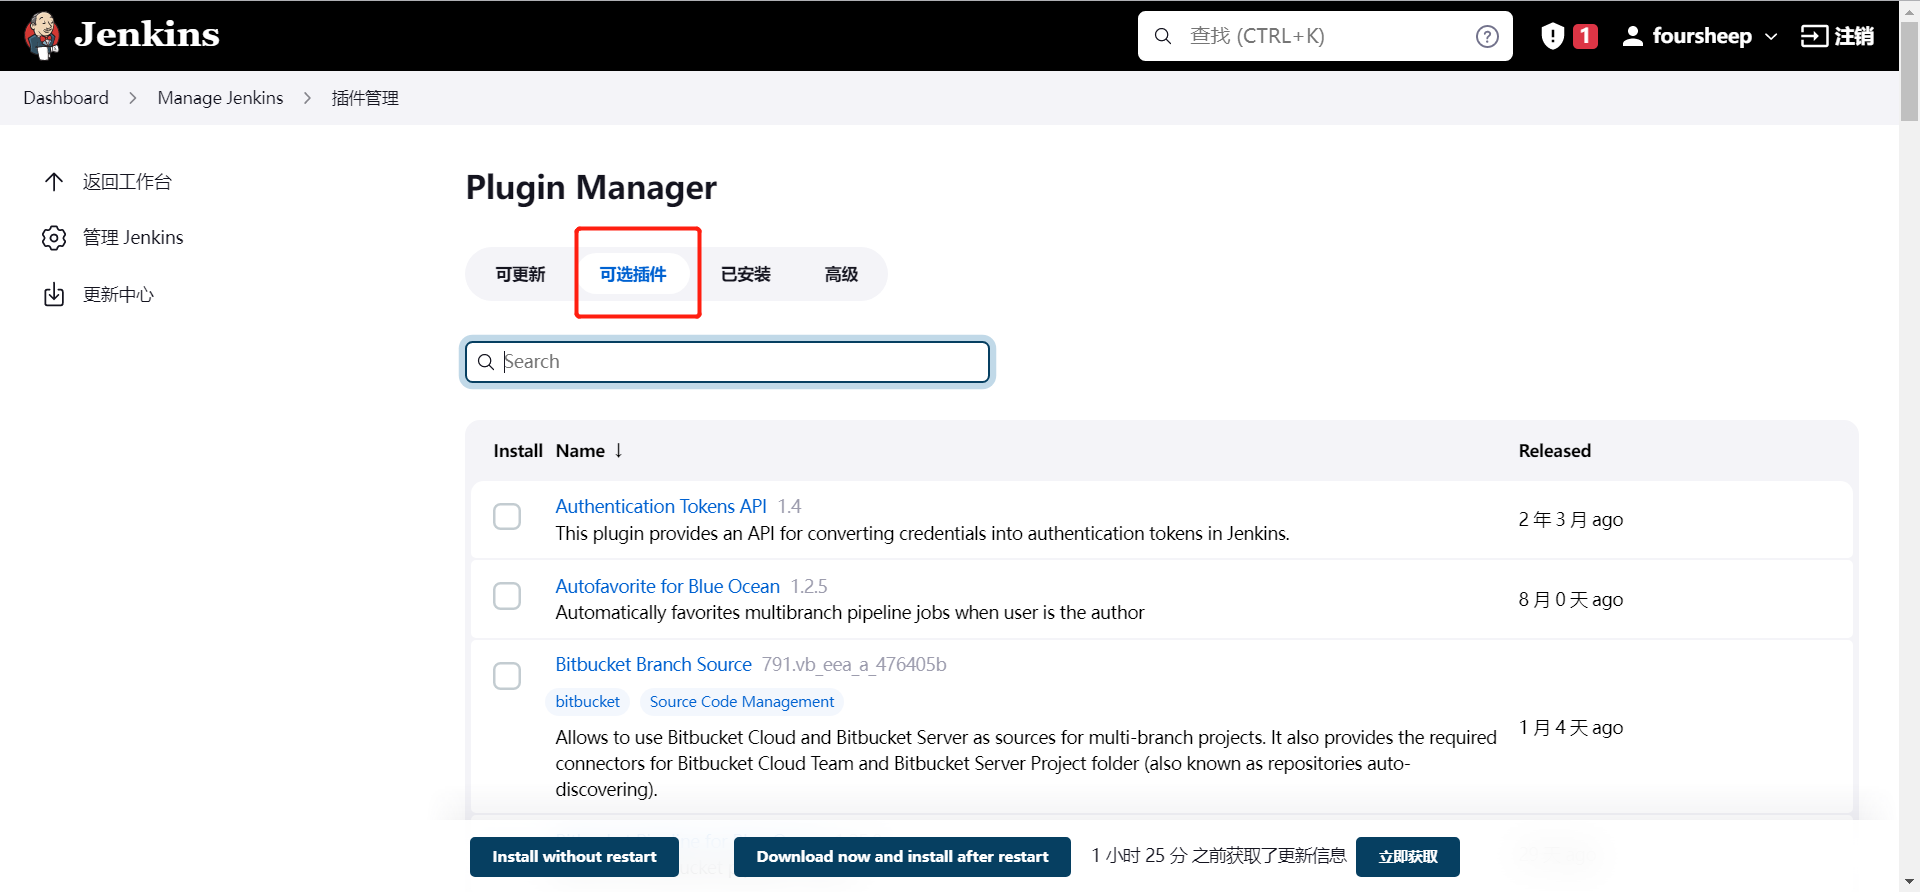 Jenkins
查找 (CTRL+K)
1
foursheep
注销
Dashboard
Manage Jenkins
插件管理
返回工作台
管理 Jenkins
更新中心
Plugin Manager
可更新
可选插件
已安装
高级
Search
Install Name ↓ Released
Authentication Tokens API 1.4
This plugin provides an API for converting credentials into authentication tokens in Jenkins.
2 年 3 月 ago
Autofavorite for Blue Ocean 1.2.5
Automatically favorites multibranch pipeline jobs when user is the author
8 月 0 天 ago
Bitbucket Branch Source 791.vb_eea_a_476405b
bitbucket Source Code Management
Allows to use Bitbucket Cloud and Bitbucket Server as sources for multi-branch projects. It also provides the required
connectors for Bitbucket Cloud Team and Bitbucket Server Project folder (also known as repositories auto-
discovering).
1 月 4 天 ago
Install without restart
Download now and install after restart
1 小时 25 分 之前获取了更新信息
立即获取